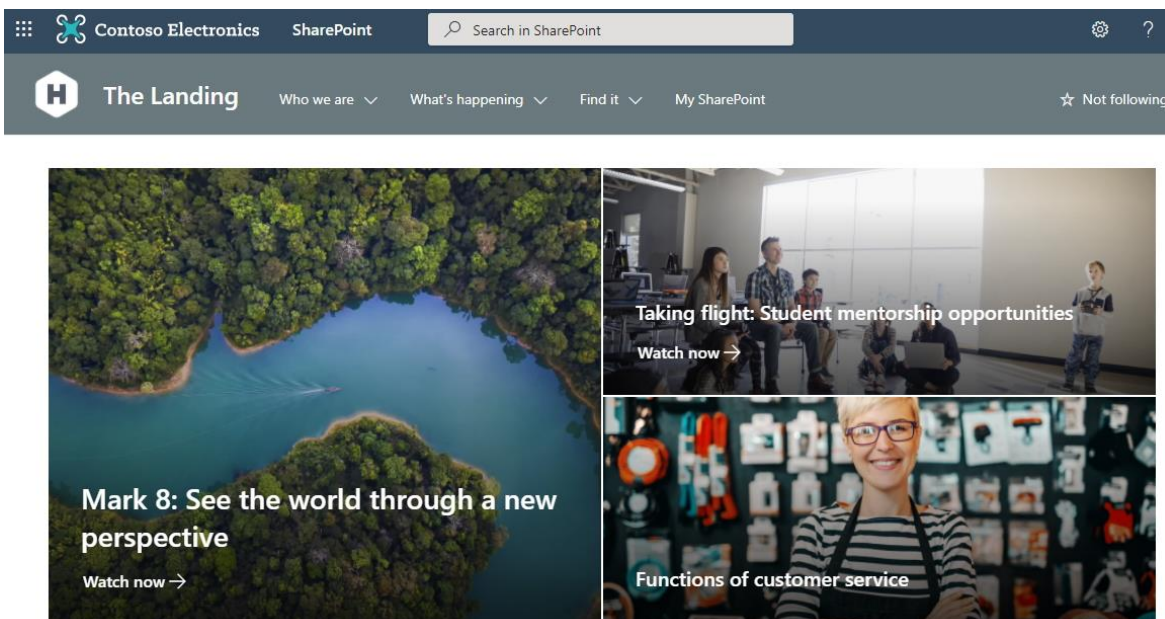 Contoso Electronics SharePoint Search in SharePoint ?
H The Landing Who we are What's happening Find it My SharePoint Not following
Taking flight: Student mentorship opportunities
Watch now →
Mark 8: See the world through a new
perspective
Watch now →
Functions of customer service